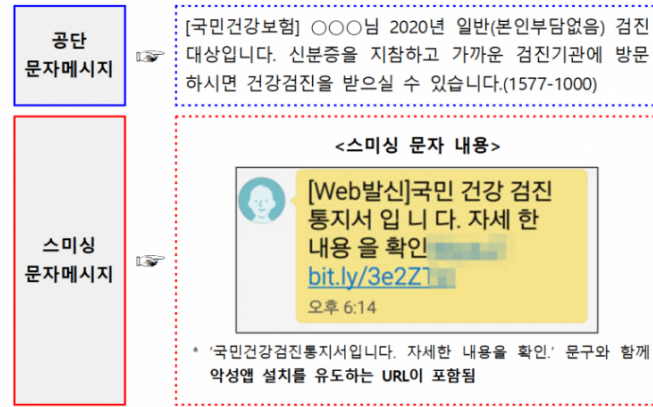 공단
문자메시지
☞
[국민건강보험] ○○○님 2020년 일반(본인부담없음) 검진
대상입니다. 신분증을 지참하고 가까운 검진기관에 방문
하시면 건강검진을 받으실 수 있습니다.(1577-1000)
스미싱
문자메시지
☞
<스미싱 문자 내용>
[Web발신]국민 건강 검진
통지서 입 니 다. 자세 한
내용 을 확인
bit.ly/3e2Z
오후 6:14
* '국민건강검진통지서입니다. 자세한 내용을 확인.' 문구와 함께
악성앱 설치를 유도하는 URL이 포함됨